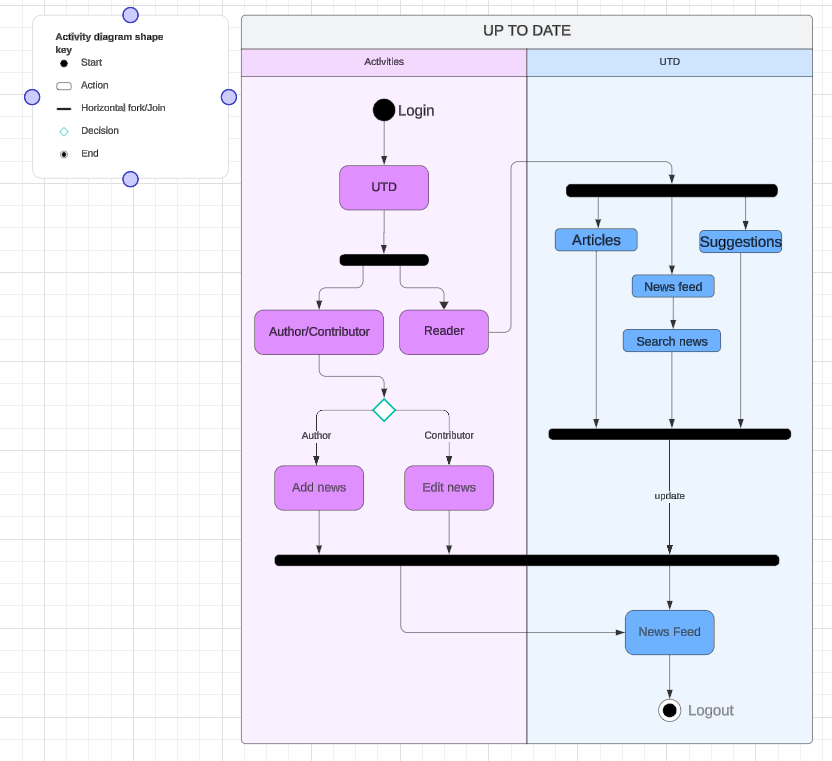 Activity diagram shape
key
Start
Action
Horizontal fork/Join
Decision
End
UP TO DATE
Activities
UTD
Login
UTD
Articles
Suggestions
News feed
Author/Contributor
Reader
Search news
Author
Contributor
Add news
Edit news
update
News Feed
Logout